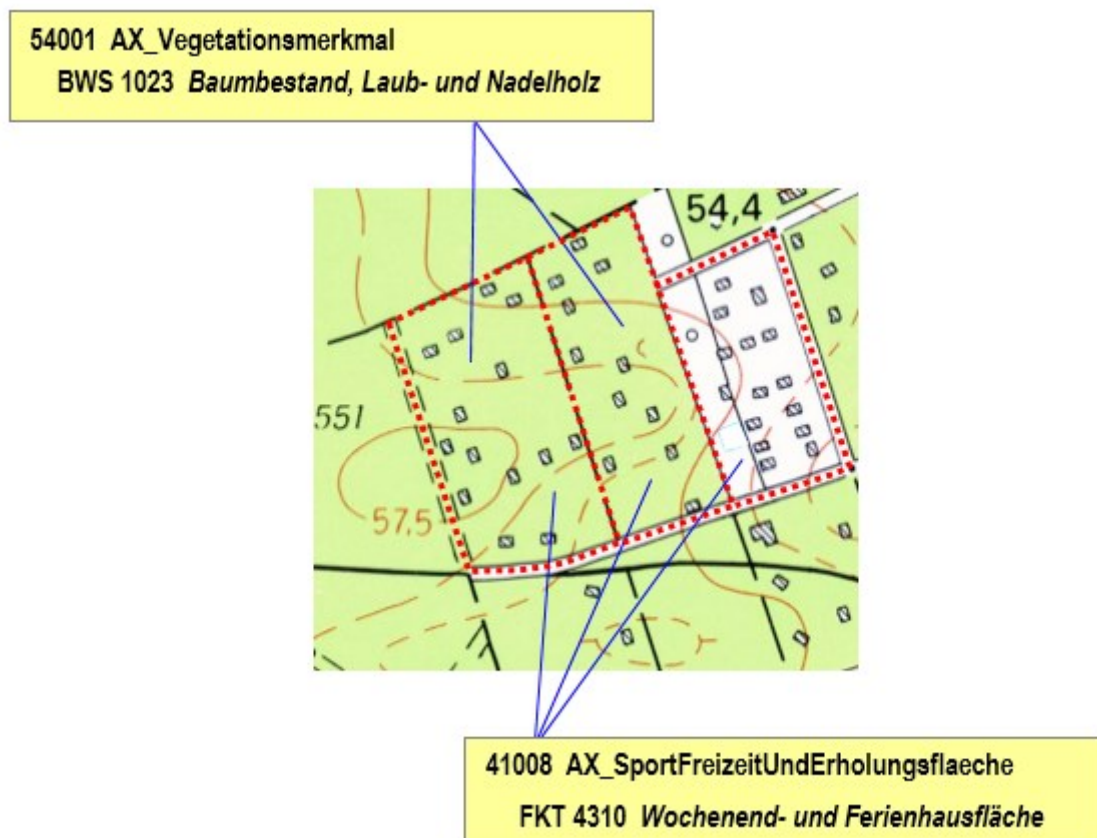 54001 AX_Vegetationsmerkmal
BWS 1023 Baumbestand, Laub- und Nadelholz
54,4
551
57,5
41008 AX_SportFreizeitUndErholungsflaeche
FKT 4310 Wochenend- und Ferienhausfläche